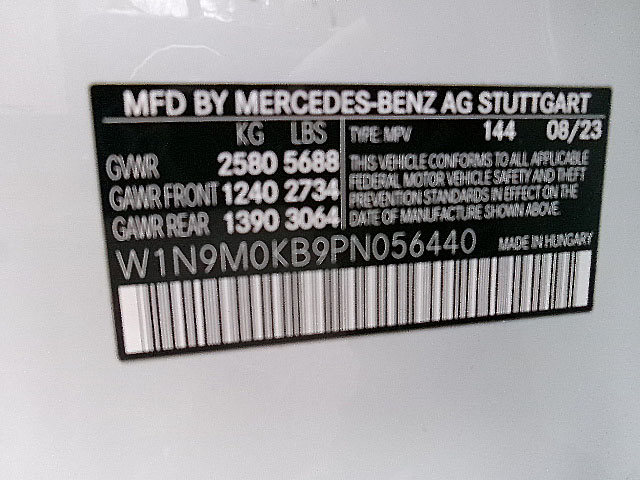 MFD BY MERCEDES-BENZ AG STUTTGART
KG LBS
GVWR 2580 5688
GAWR FRONT 1240 2734
GAWR REAR 1390 3064
TYPE: MPV 144 08/23
THIS VEHICLE CONFORMS TO ALL APPLICABLE
FEDERAL MOTOR VEHICLE SAFETY AND THEFT
PREVENTION STANDARDS IN EFFECT ON THE
DATE OF MANUFACTURE SHOWN ABOVE.
W1N9M0KB9PN056440 MADE IN HUNGARY